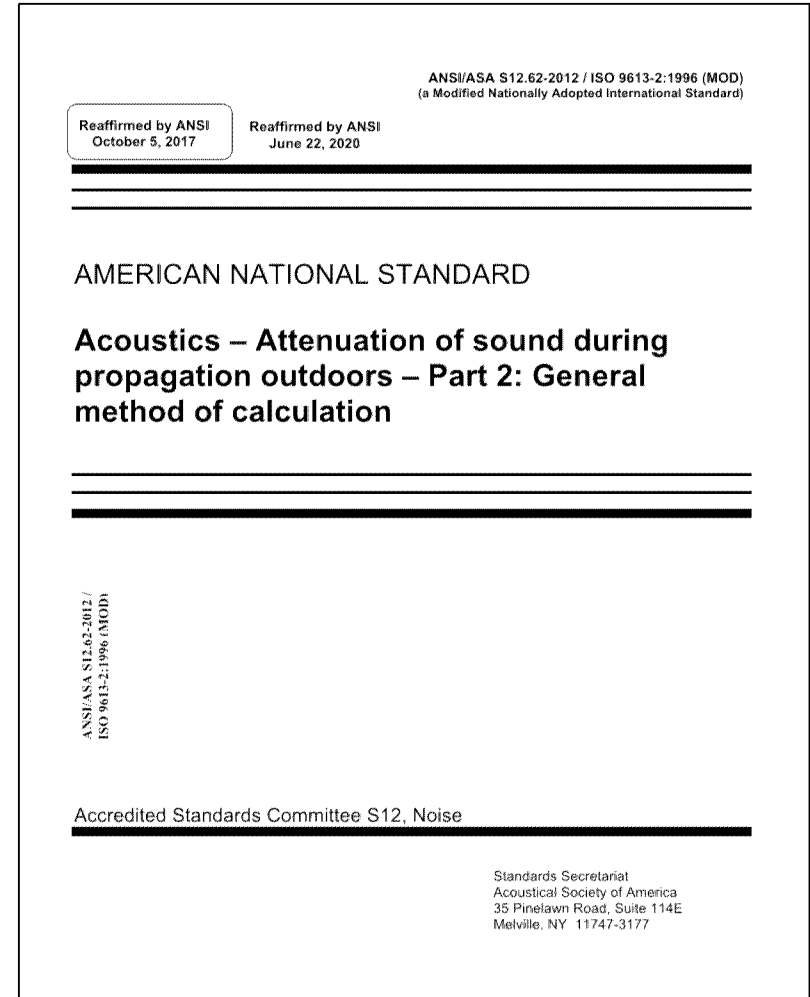 ANSI/ASA S12.62-2012 / ISO 9613-2:1996 (MOD)
(a Modified Nationally Adopted International Standard)
Reaffirmed by ANSI
October 5, 2017
Reaffirmed by ANSI
June 22, 2020
AMERICAN NATIONAL STANDARD
Acoustics – Attenuation of sound during
propagation outdoors – Part 2: General
method of calculation
ANSI/ASA S12.62-2012 /
ISO 9613-2:1996 (MOD)
Accredited Standards Committee S12, Noise
Standards Secretariat
Acoustical Society of America
35 Pinelawn Road, Suite 114E
Melville, NY 11747-3177